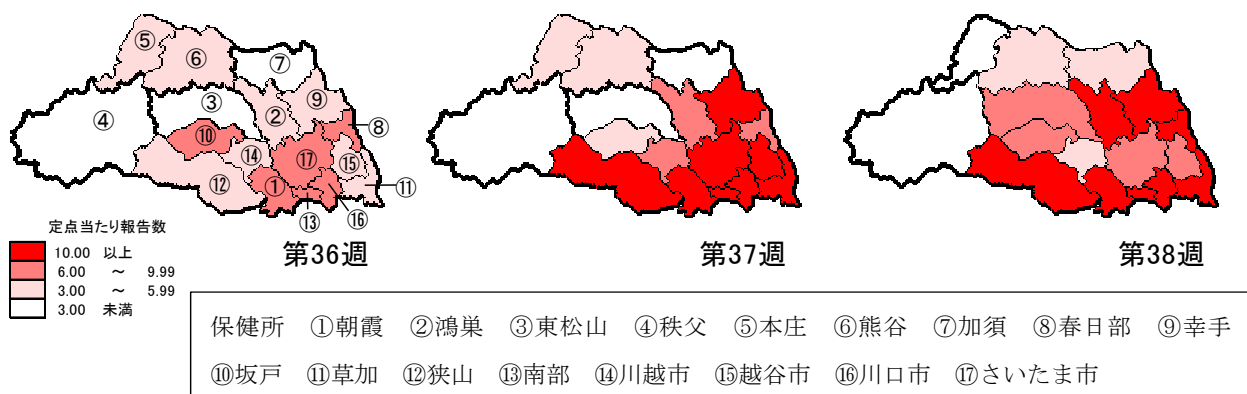 ⑤
⑥
⑦
③
⑨
④
②
⑧
⑩
⑭
⑰
⑮
⑫
①
⑪
⑬
⑯
定点当たり報告数
10.00 以上
6.00 ～ 9.99
3.00 ～ 5.99
3.00 未満
第36週
第37週
第38週
保健所 ①朝霞 ②鴻巣 ③東松山 ④秩父 ⑤本庄 ⑥熊谷 ⑦加須 ⑧春日部 ⑨幸手
⑩坂戸 ⑪草加 ⑫狭山 ⑬南部 ⑭川越市 ⑮越谷市 ⑯川口市 ⑰さいたま市